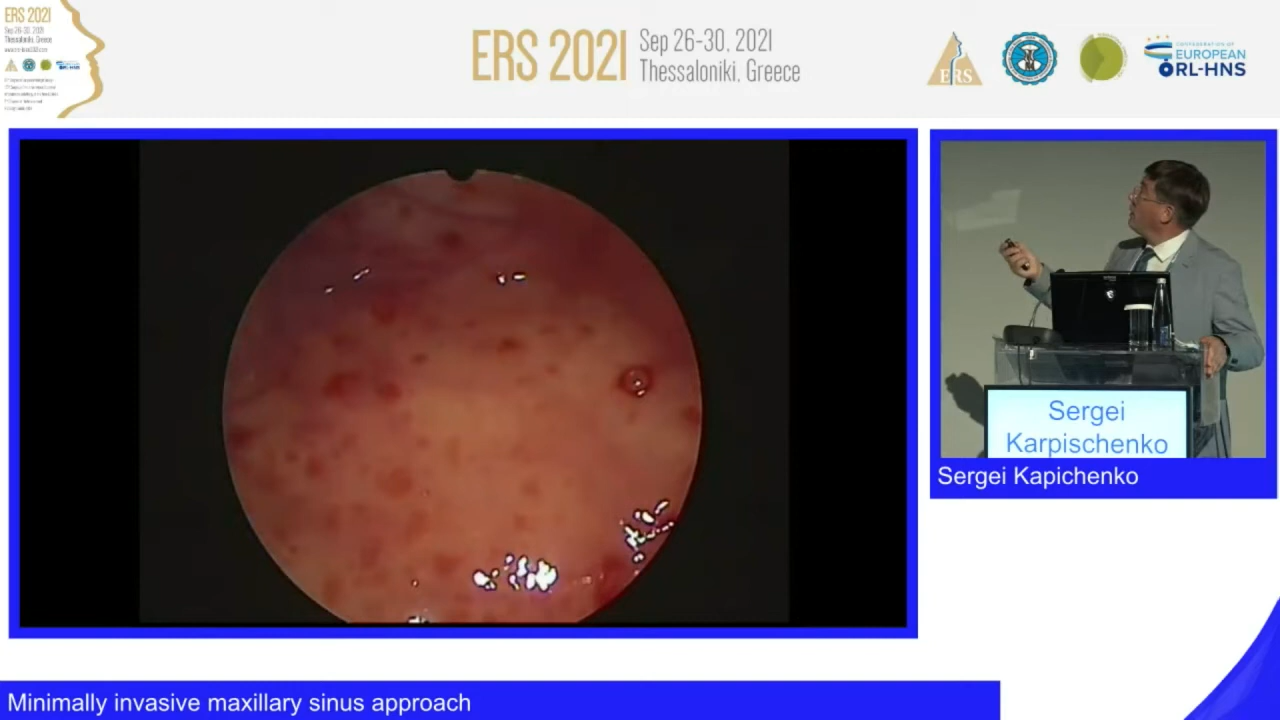 ERS 2021
Sep 26-30, 2021
Thessaloniki, Greece
ERS 2021
Sep 26-30, 2021
Thessaloniki, Greece
ERS
CONFEDERATION OF
EUROPEAN
ORL-HNS
Sergei
Karpischenko
Sergei Kapichenko
Minimally invasive maxillary sinus approach